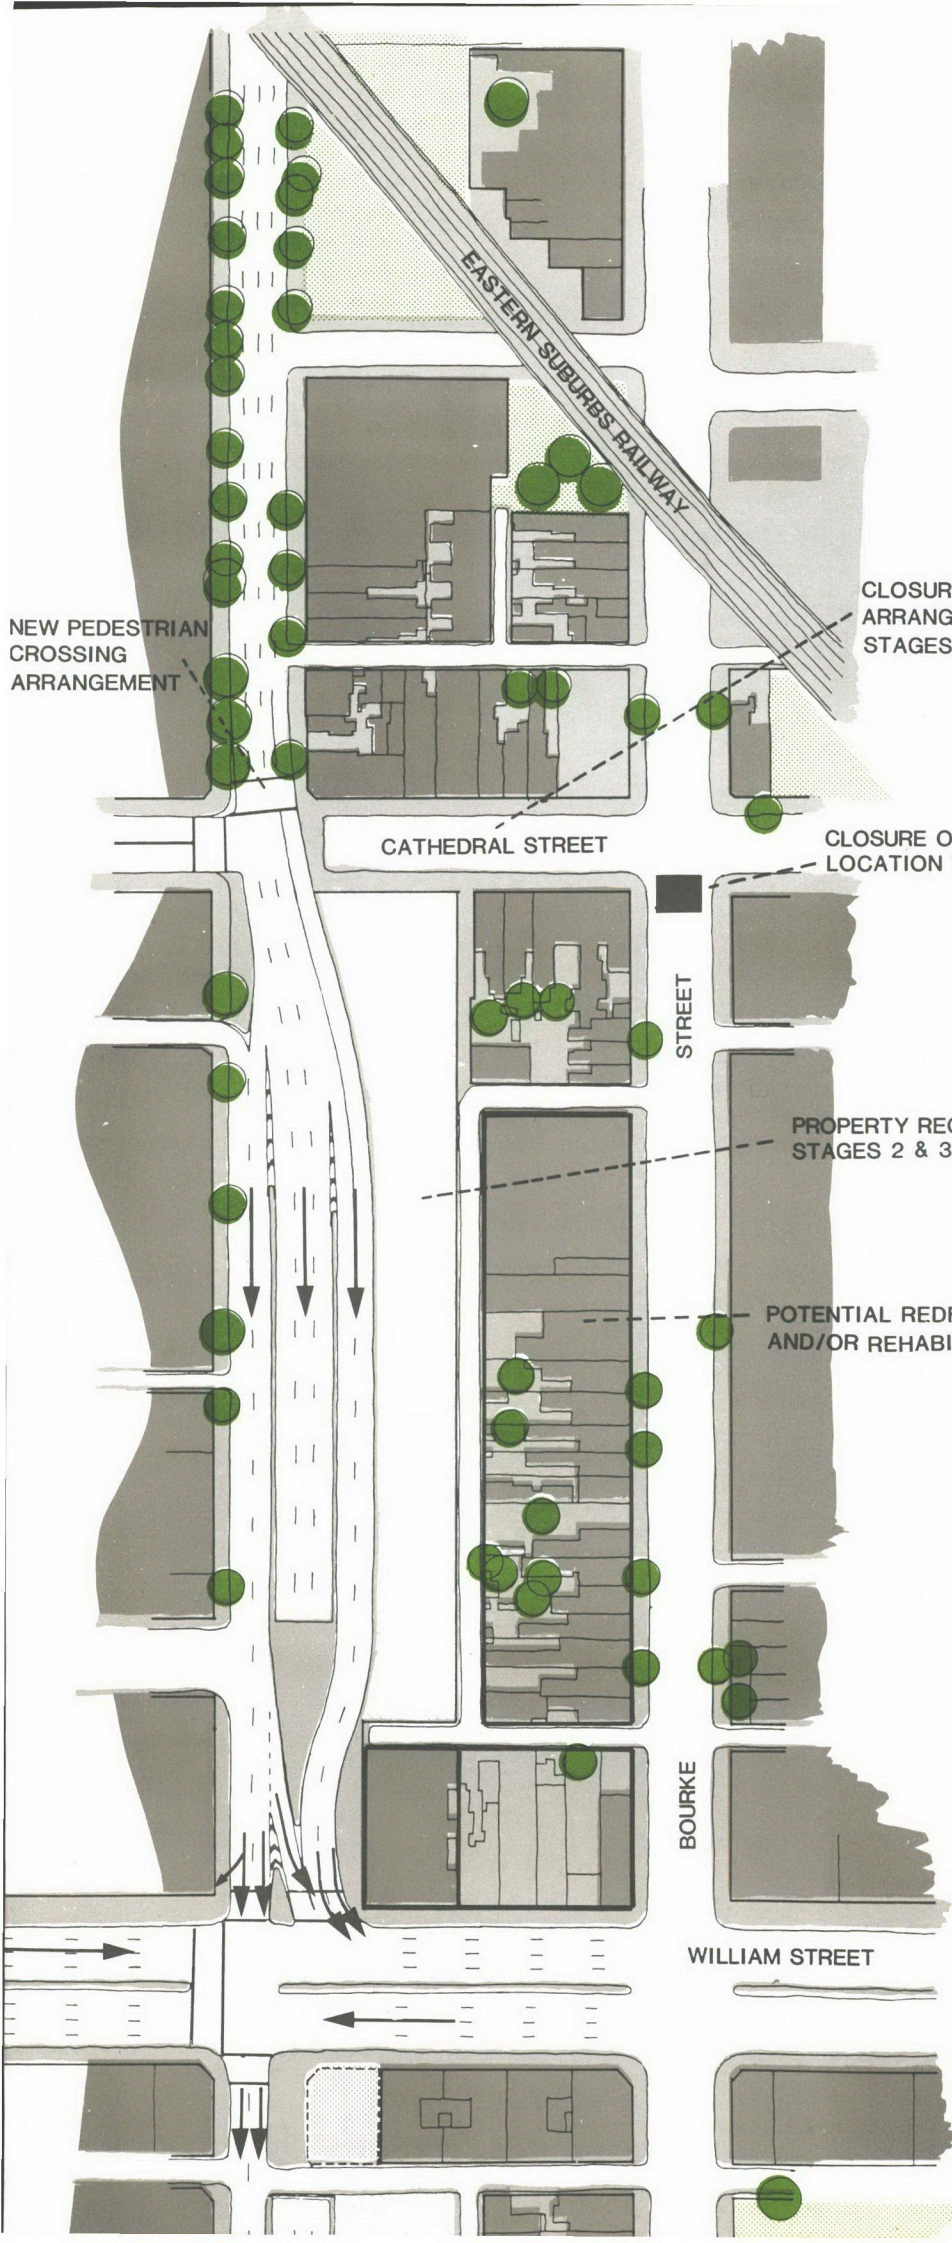 EASTERN SUBURBS RAILWAY
NEW PEDESTRIAN
CROSSING
ARRANGEMENT
CLOSUR
ARRANG
STAGES
CATHEDRAL STREET
CLOSURE O
LOCATION
STREET
PROPERTY REC
STAGES 2 & 3
POTENTIAL REDE
AND/OR REHABI
BOURKE
WILLIAM STREET